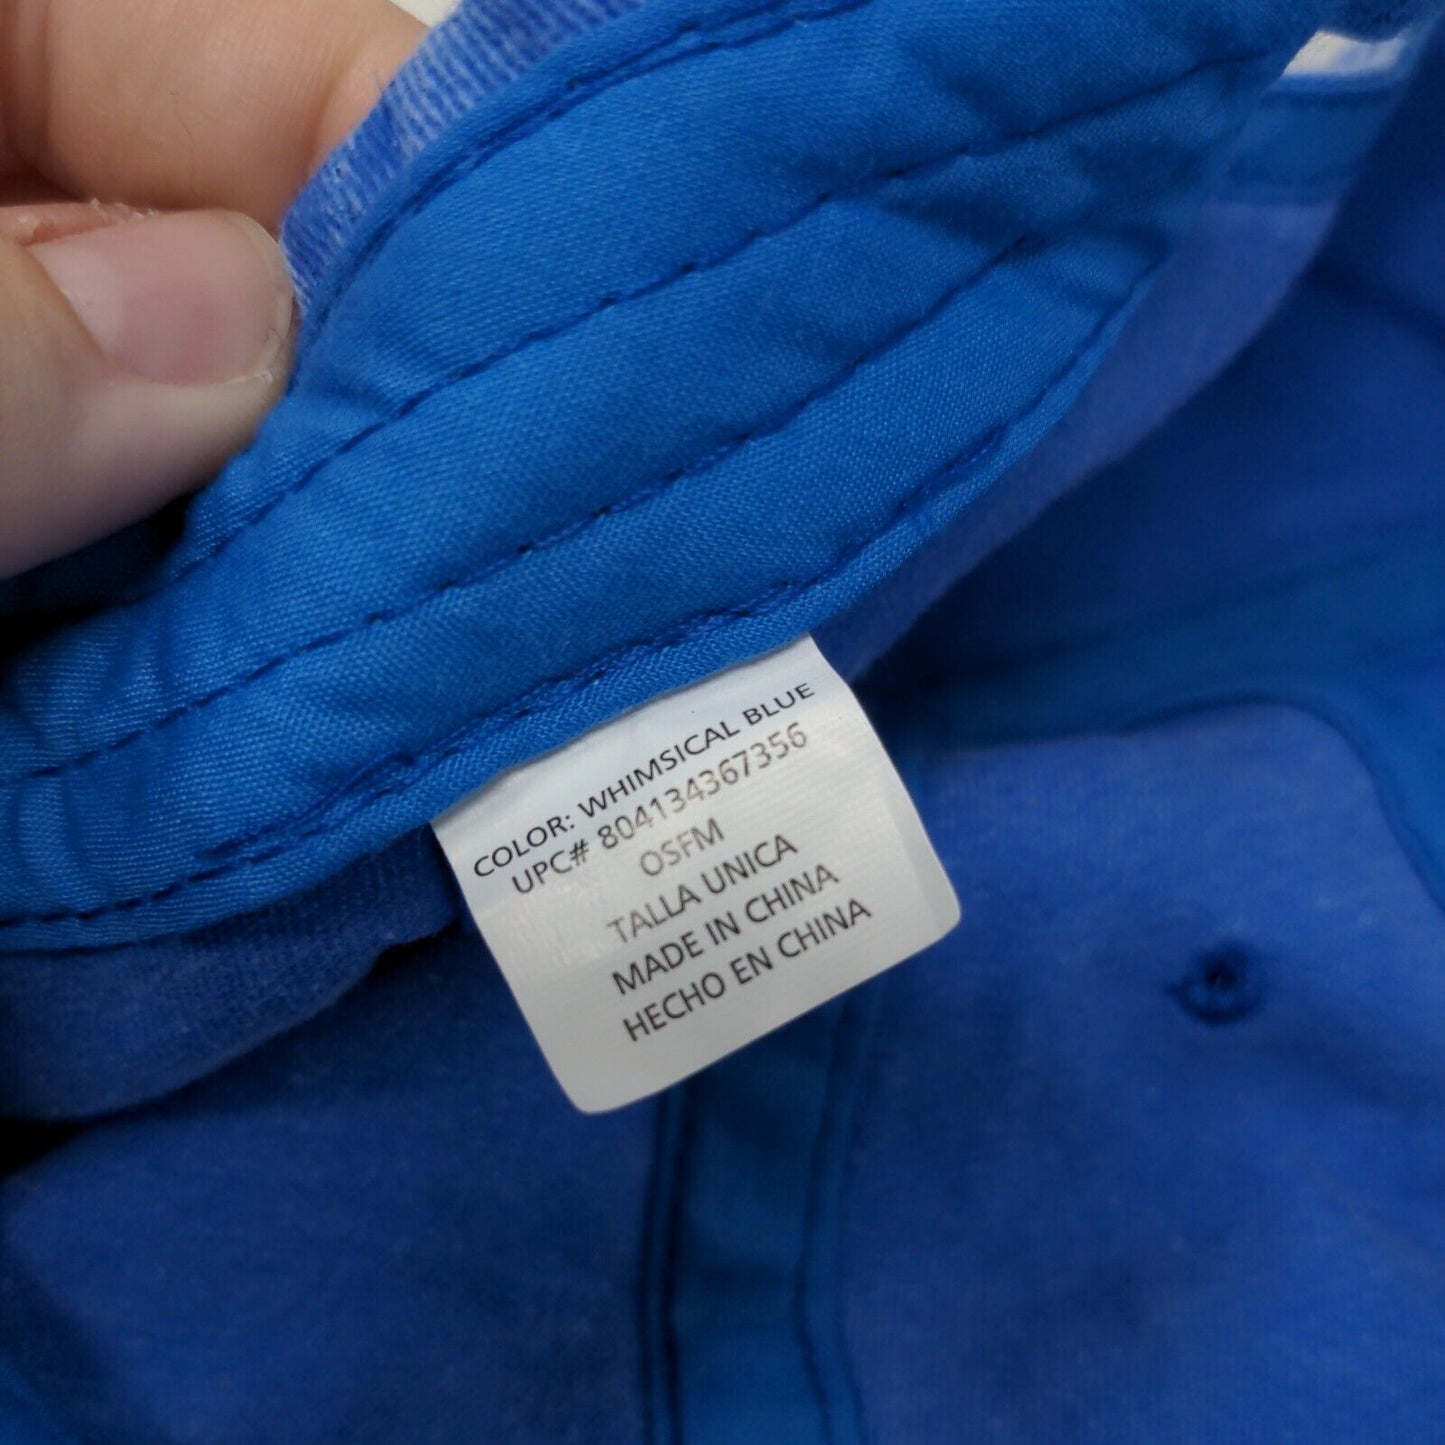 COLOR: WHIMSICAL BLUE
UPC# 804134367356
OSFM
TALLA UNICA
MADE IN CHINA
HECHO EN CHINA